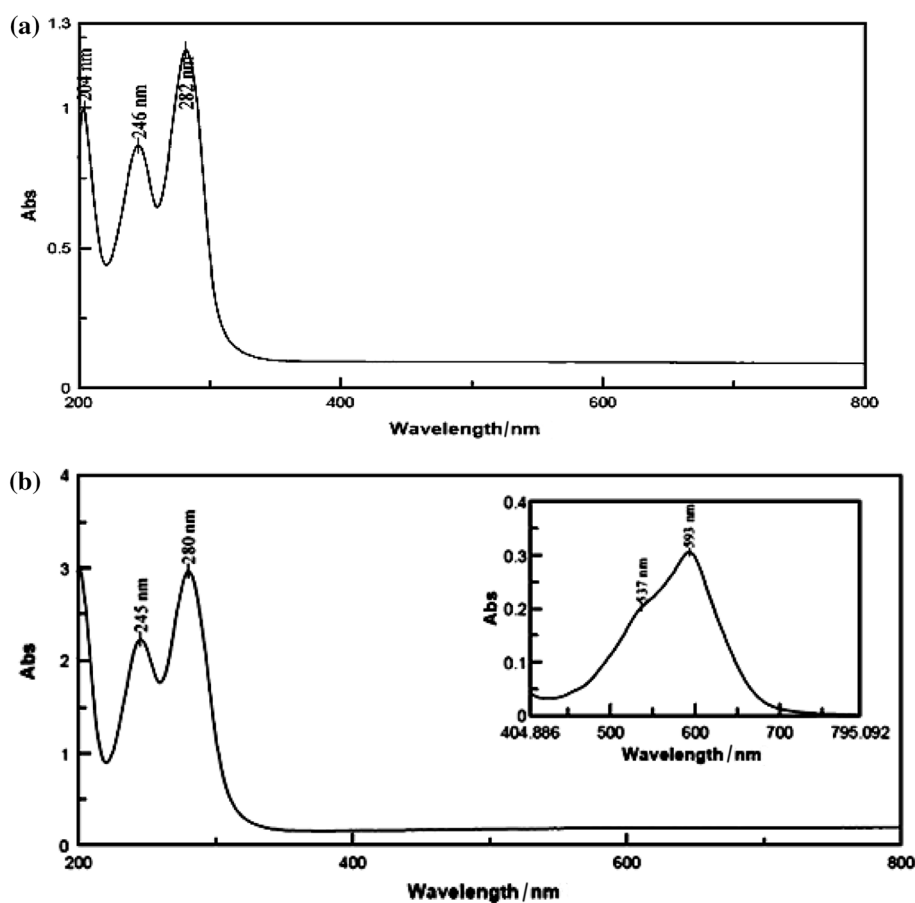 (a)
1.3
1
0.5
0
Abs
204 nm
246 nm
282 nm
200
400
600
800
Wavelength/nm
(b)
4
3
2
1
0
Abs
245 nm
280 nm
200
400
600
800
Wavelength/nm
0.4
0.3
0.2
0.1
0
Abs
537 nm
593 nm
404.886
500
600
700
795.092
Wavelength/nm